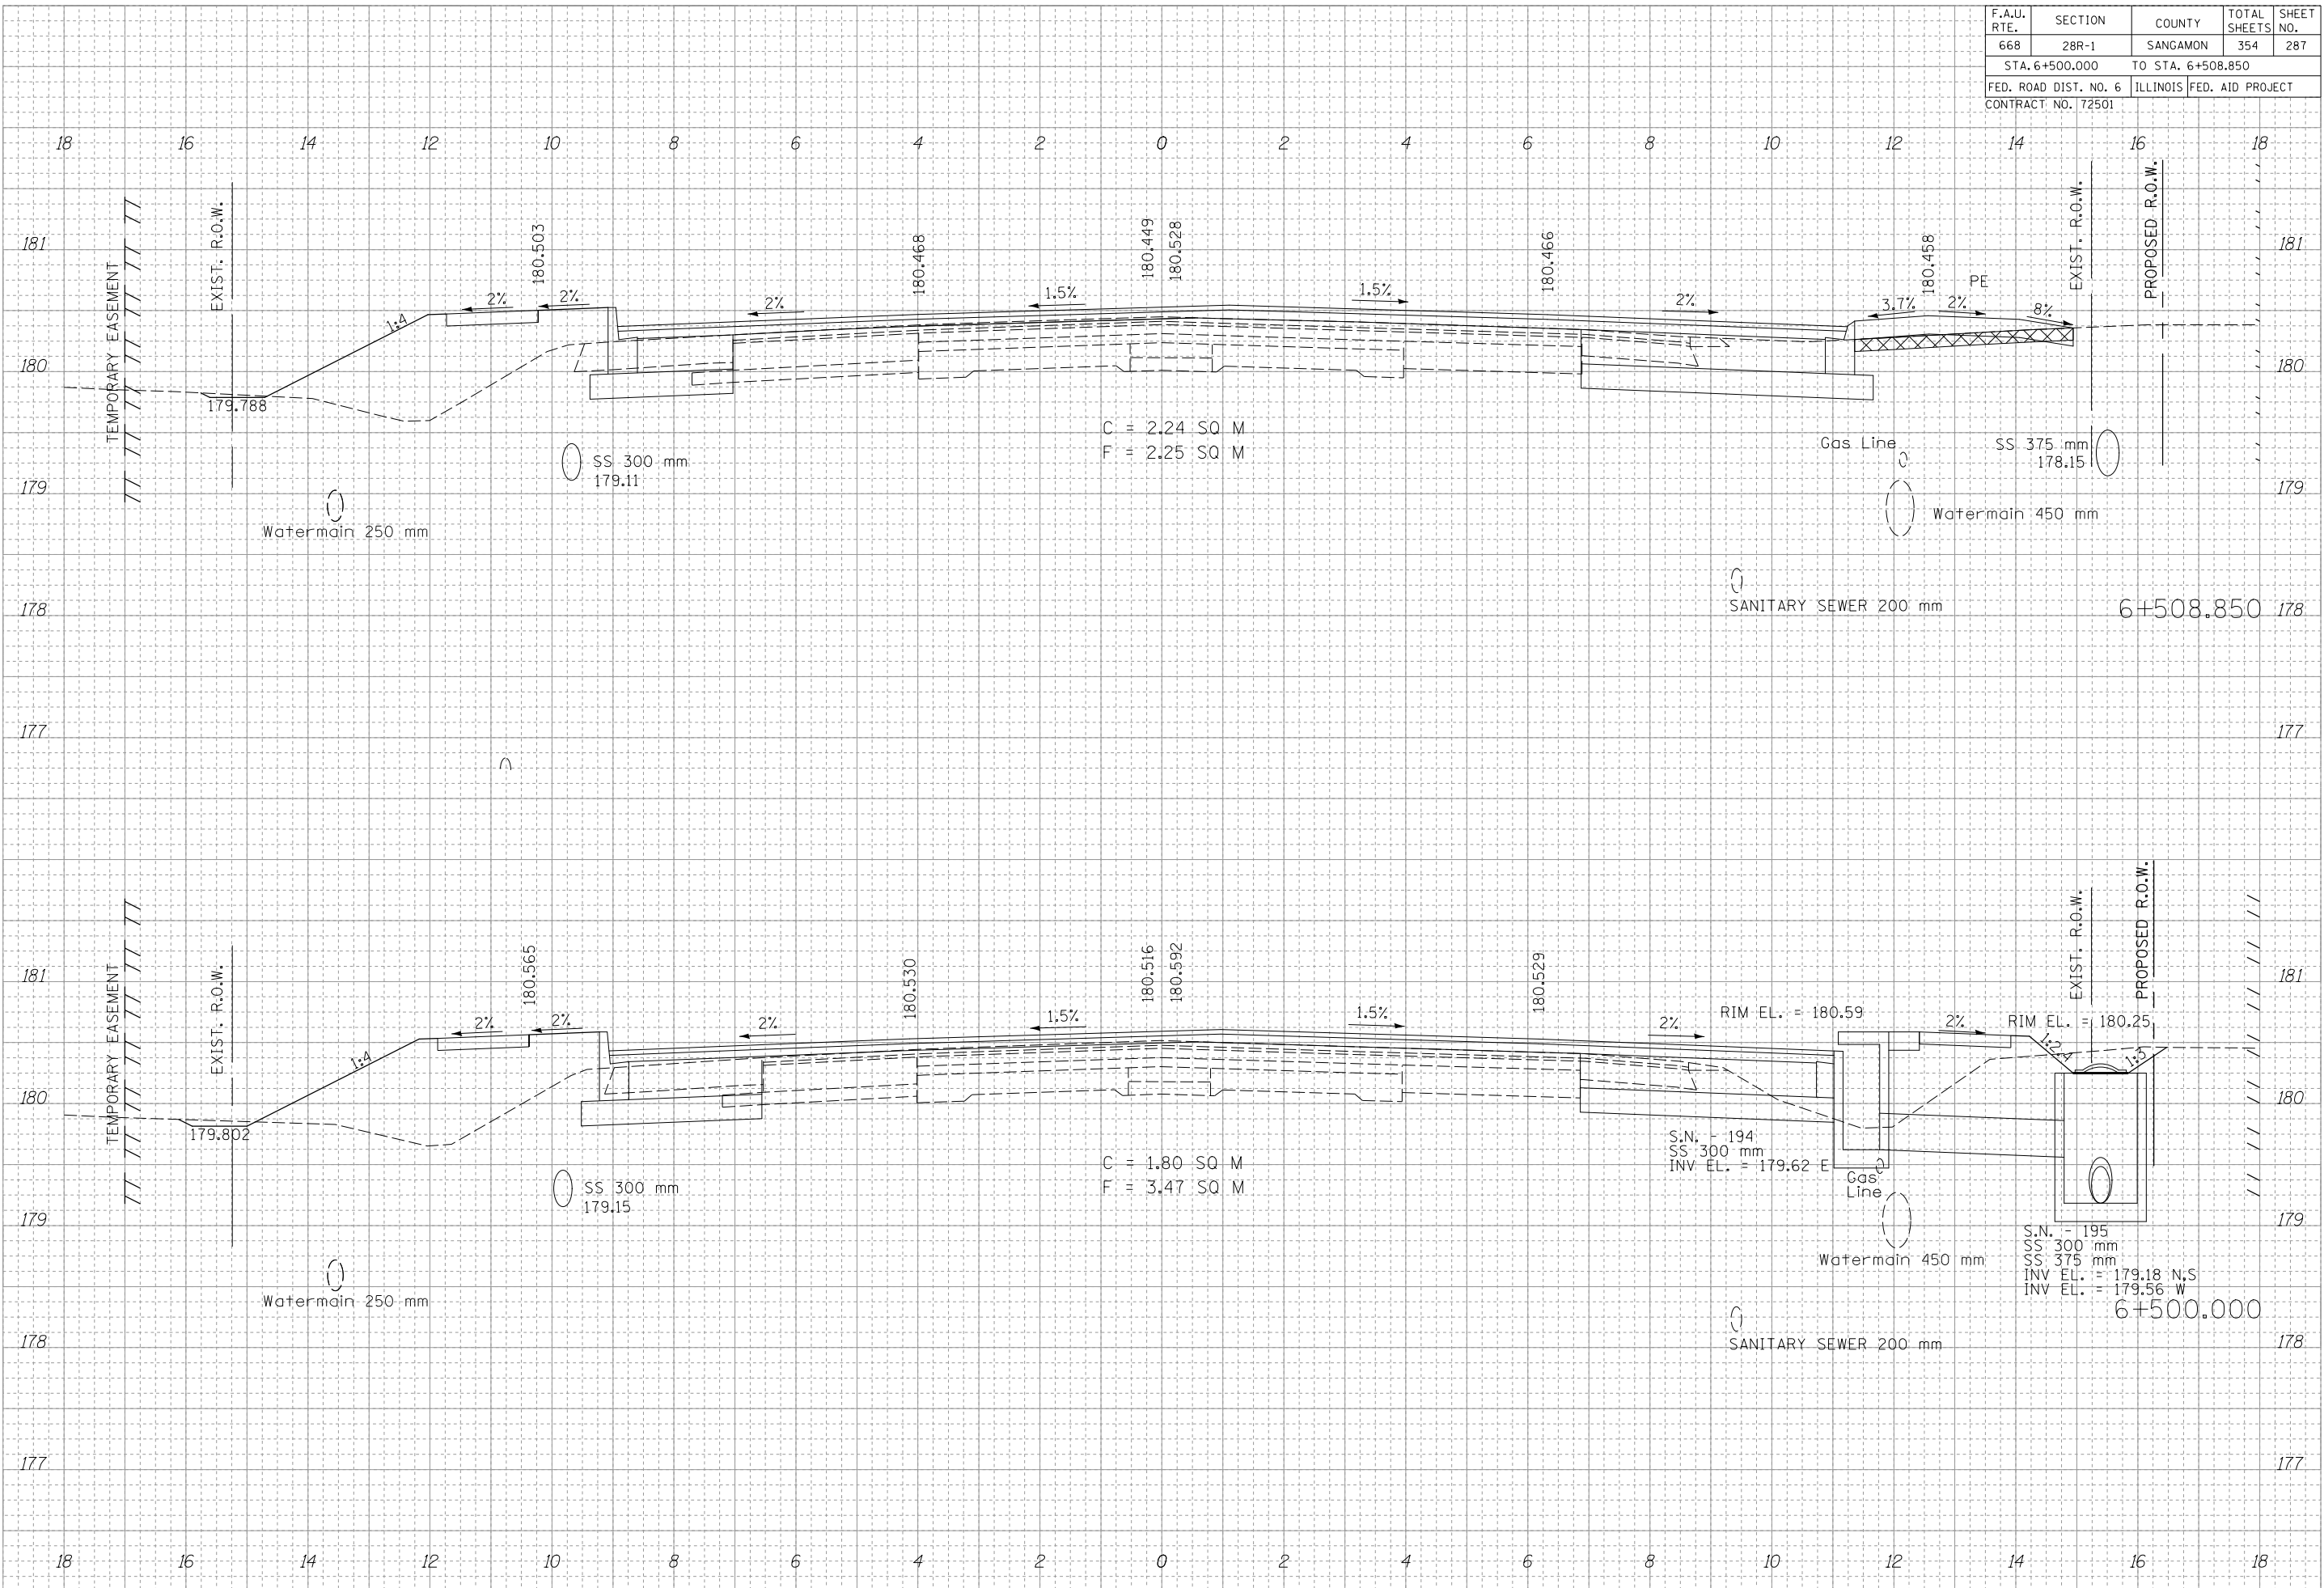 F.A.U. RTE. SECTION COUNTY TOTAL SHEETS SHEET NO.
668 28R-1 SANGAMON 354 287
STA. 6+500.000 TO STA. 6+508.850
FED. ROAD DIST. NO. 6 ILLINOIS FED. AID PROJECT
CONTRACT NO. 72501
18 16 14 12 10 8 6 4 2 0 2 4 6 8 10 12 14 16 18
TEMPORARY EASEMENT
EXIST. R.O.W.
180.503
180.468
180.449
180.528
180.466
180.458
PE
EXIST. R.O.W.
PROPOSED R.O.W.
181 181
1:4 2% 2% 2% 1.5% 1.5% 2% 3.7% 2% 8%
180 180
179.788
C = 2.24 SQ M
F = 2.25 SQ M
SS 300 mm
179.11
Gas Line
SS 375 mm
178.15
179 179
Watermain 250 mm
Watermain 450 mm
SANITARY SEWER 200 mm
178 6+508.850 178
177 177
TEMPORARY EASEMENT
EXIST. R.O.W.
180.565
180.530
180.516
180.592
180.529
EXIST. R.O.W.
PROPOSED R.O.W.
181 181
RIM EL. = 180.59
RIM EL. = 180.25
1:4 2% 2% 2% 1.5% 1.5% 2% 2% 1:2.4 1:3
180 180
179.802
C = 1.80 SQ M
F = 3.47 SQ M
S.N. - 194
SS 300 mm
INV EL. = 179.62 E
Gas
Line
SS 300 mm
179.15
179 179
S.N. - 195
SS 300 mm
SS 375 mm
INV EL. = 179.18 N,S
INV EL. = 179.56 W
Watermain 450 mm
Watermain 250 mm
6+500.000
SANITARY SEWER 200 mm
178 178
177 177
18 16 14 12 10 8 6 4 2 0 2 4 6 8 10 12 14 16 18